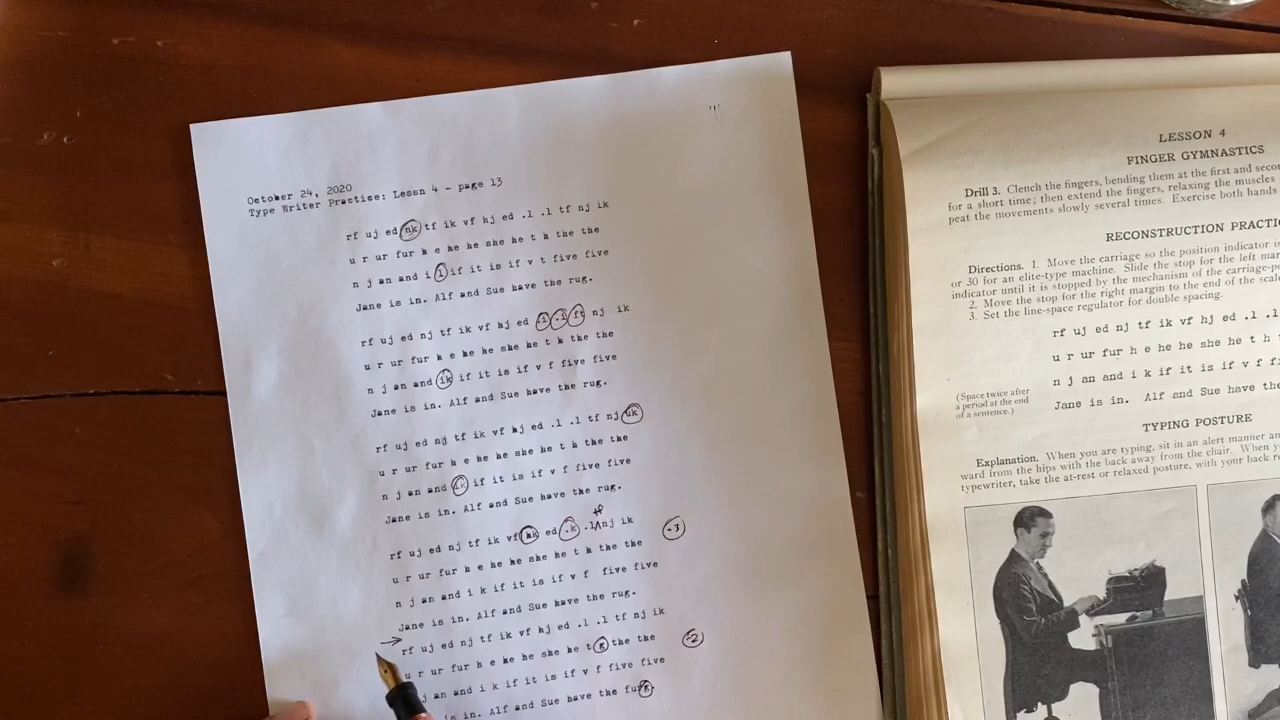 October 24, 2020
Type Writer Practice: Lesen 4 - page 13
rf uj ed nk tf ik vf hj ed .l .l tf nj ik
u r ur fur h e he he she he t h the the
n j an and i i if it is if v t five five
Jane is in. Alf and Sue have the rug.
rf uj ed nj tf ik vf hj ed .i .i ft nj ik
u r ur fur h e he he she he t h the the
n j an and ik if it is if v f five five
Jane is in. Alf and Sue have the rug.
rf uj ed nj tf ik vf hj ed .l .l tf nj uk
u r ur fur h e he he she he t h the the
n j an and if it is if v f five five
Jane is in. Alf and Sue have the rug.
tf
rf uj ed nj tf ik vf hk ed .k .l nj ik -3
u r ur fur h e he he she he t h the the
n j an and i k if it is if v f five five
Jane is in. Alf and Sue have the rug.
rf uj ed nj tf ik vf hj ed .l .l tf nj ik
u r ur fur h e he he she he t g the the -2
j an and i k if it is if v f five five
is in. Alf and Sue have the fug.
LESSON 4
FINGER GYMNASTICS
Drill 3. Clench the fingers, bending them at the first and
for a short time; then extend the fingers, relaxing the muscles
peat the movements slowly several times. Exercise both hands
RECONSTRUCTION
Directions. 1. Move the carriage so the position indicator is
or 30 for an elite-type machine. Slide the stop for the left
indicator until it is stopped by the mechanism of the
2. Move the stop for the right margin to the end of the
3. Set the line-space regulator for double spacing.
rf uj ed nj tf ik vf hj ed .l .l
u r ur fur h e he he she he t h
n j an and i k if it is if v f
(Space twice after
a period at the end
of a sentence.)
Jane is in. Alf and Sue have the
TYPING POSTURE
Explanation. When you are typing, sit in an alert manner
ward from the hips with the back away from the chair. When
typewriter, take the at-rest or relaxed posture, with your back